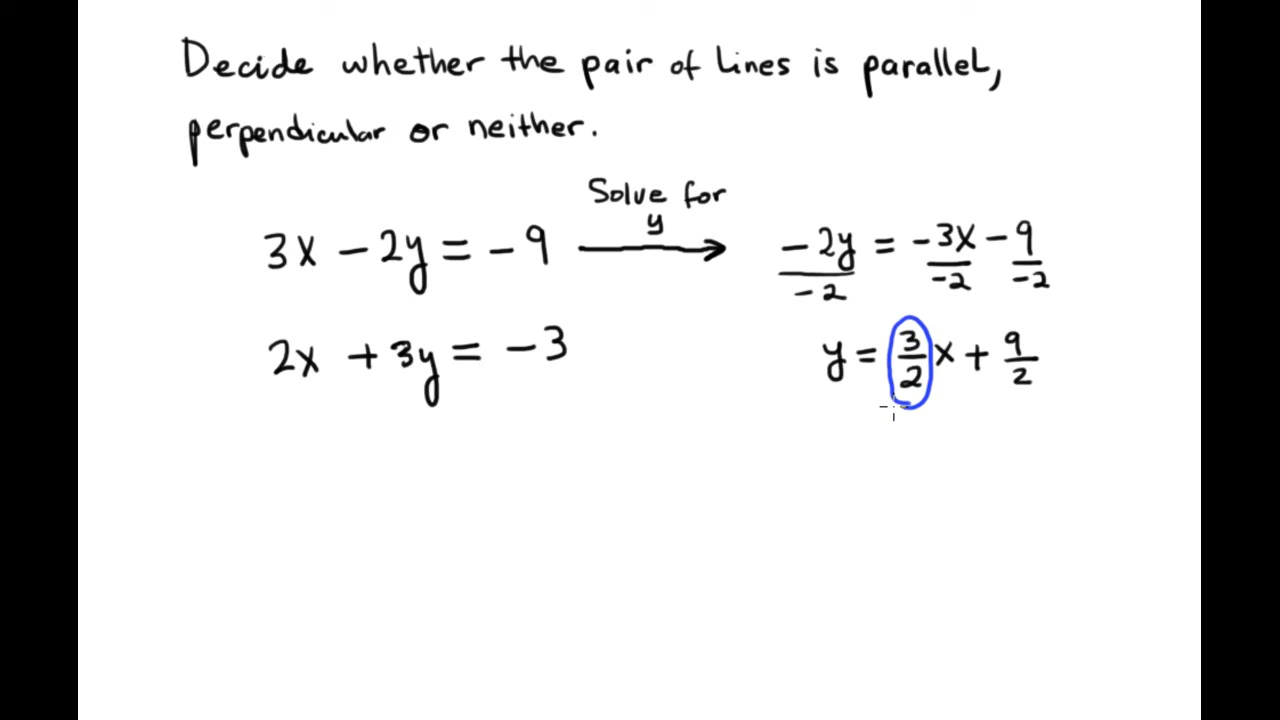 Decide whether the pair of lines is parallel,
perpendicular or neither.
Solve for
y
3x - 2y = -9 ⟶ -2y/-2 = -3x/-2 - 9/-2
2x + 3y = -3
y = 3/2 x + 9/2